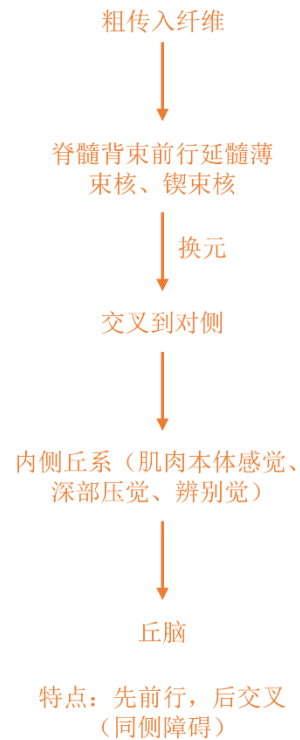 粗传入纤维
脊髓背束前行延髓薄
束核、锲束核
换元
交叉到对侧
内侧丘系（肌肉本体感觉、
深部压觉、辨别觉）
丘脑
特点：先前行，后交叉
（同侧障碍）